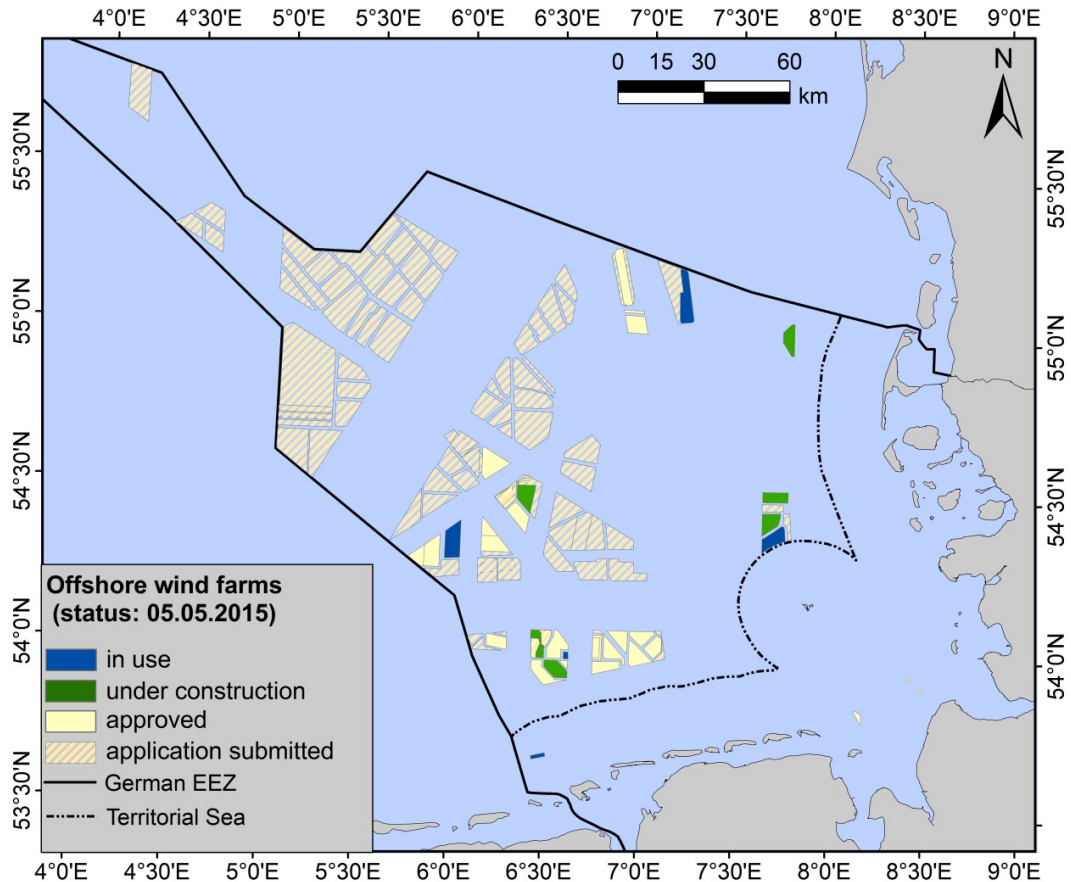 4°0'E 4°30'E 5°0'E 5°30'E 6°0'E 6°30'E 7°0'E 7°30'E 8°0'E 8°30'E 9°0'E
0 15 30 60
km
N
55°30'N
55°0'N
54°30'N
54°0'N
53°30'N
55°30'N
55°0'N
54°30'N
54°0'N
Offshore wind farms
(status: 05.05.2015)
in use
under construction
approved
application submitted
German EEZ
Territorial Sea
4°0'E 4°30'E 5°0'E 5°30'E 6°0'E 6°30'E 7°0'E 7°30'E 8°0'E 8°30'E 9°0'E